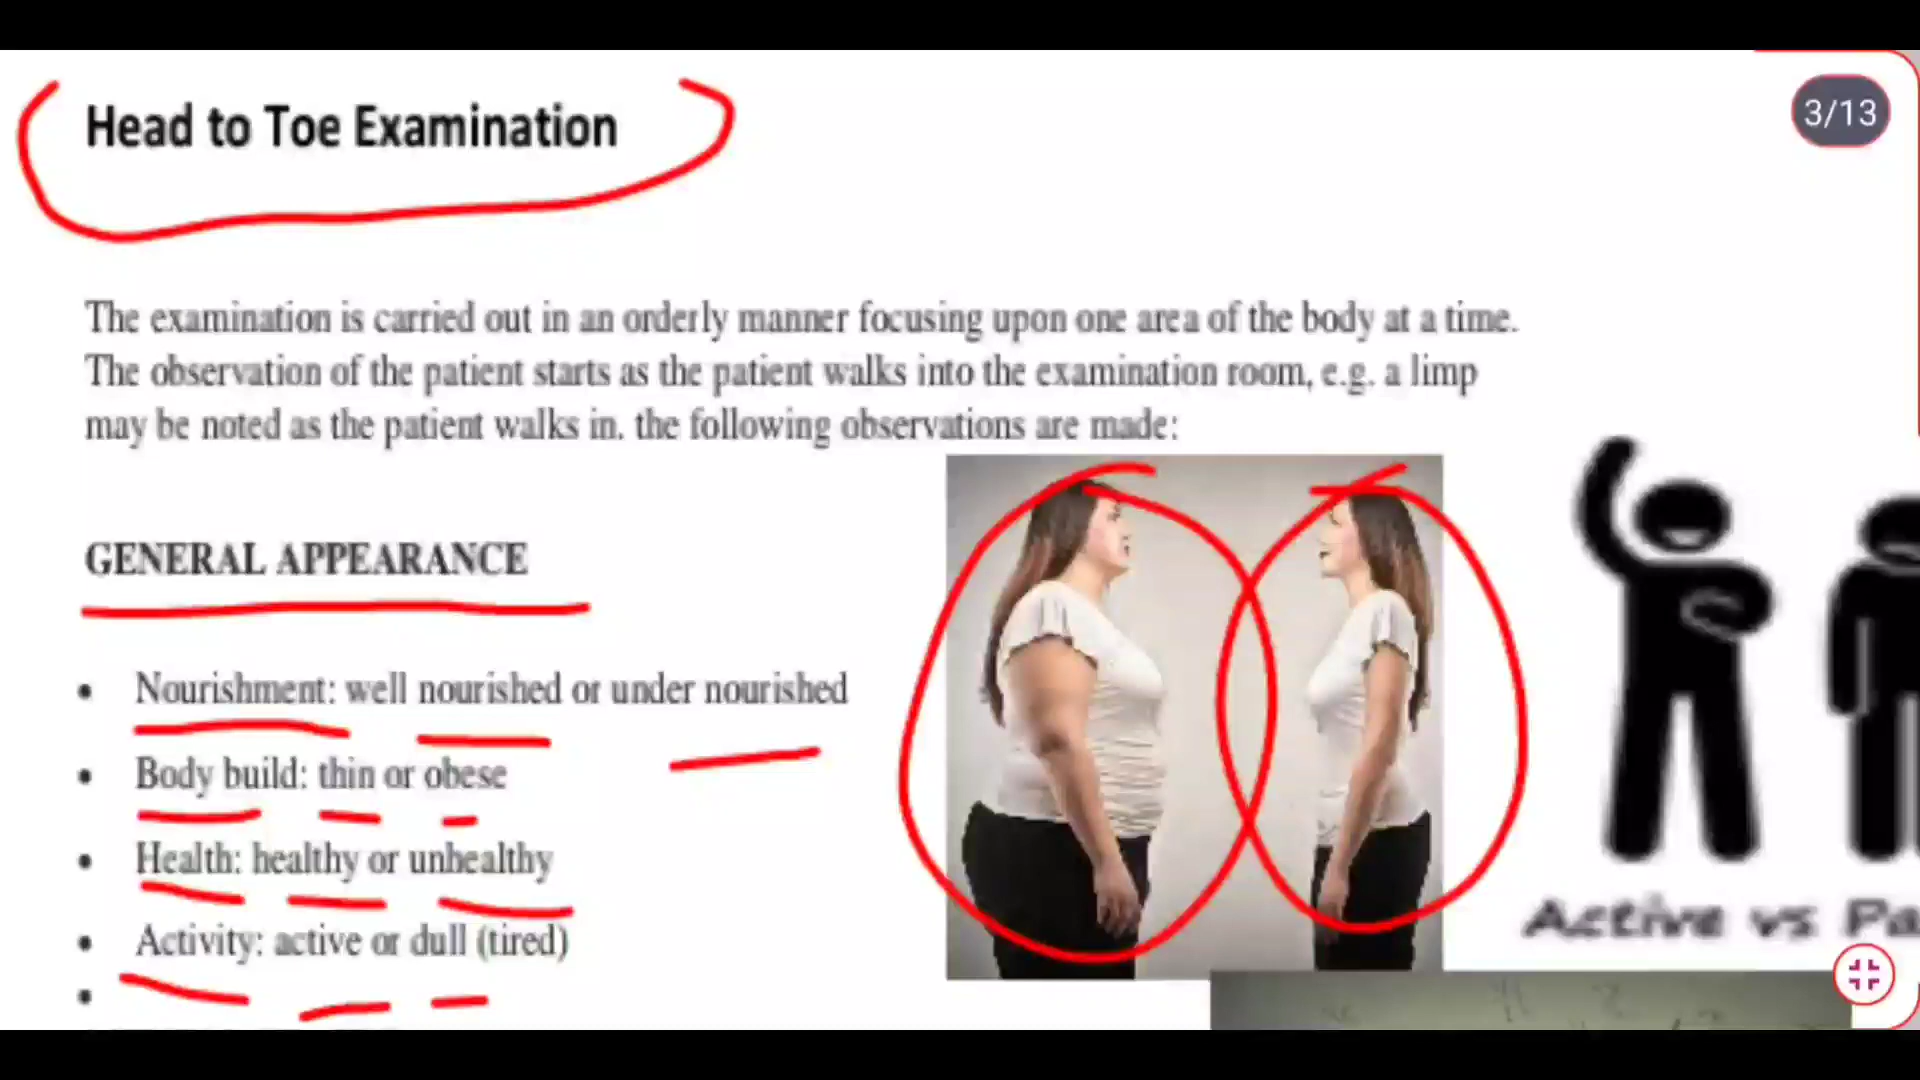 Head to Toe Examination
3/13
The examination is carried out in an orderly manner focusing upon one area of the body at a time.
The observation of the patient starts as the patient walks into the examination room, e.g. a limp
may be noted as the patient walks in. the following observations are made:
GENERAL APPEARANCE
• Nourishment: well nourished or under nourished
• Body build: thin or obese
• Health: healthy or unhealthy
• Activity: active or dull (tired)
•
Active vs Pa